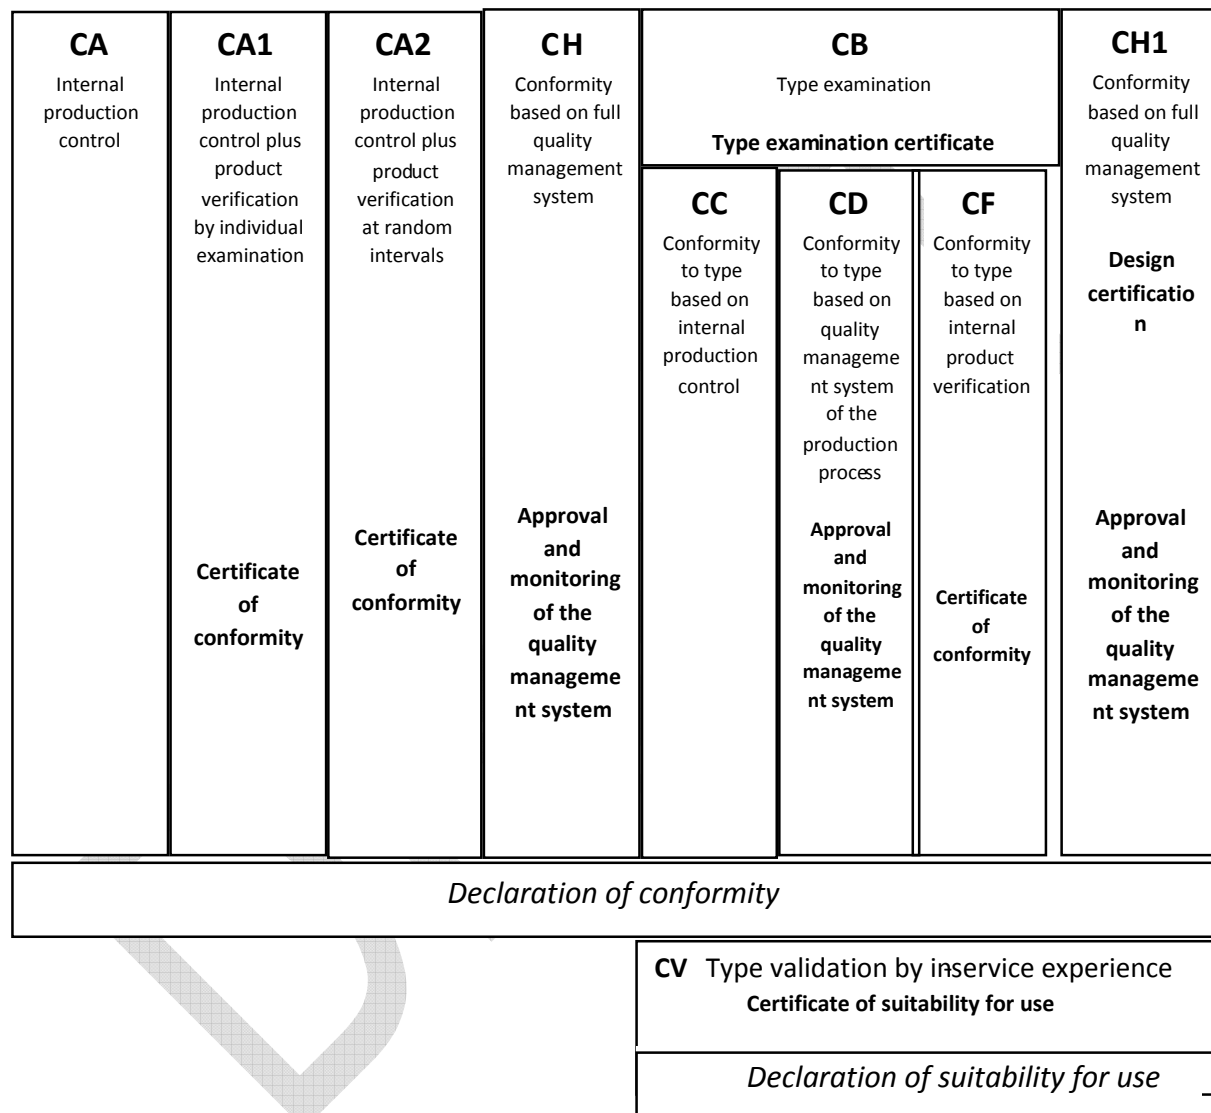 CA
Internal
production
control
CA1
Internal
production
control plus
product
verification
by individual
examination
Certificate
of
conformity
CA2
Internal
production
control plus
product
verification
at random
intervals
Certificate
of
conformity
CH
Conformity
based on full
quality
management
system
Approval
and
monitoring
of the
quality
manageme
nt system
CB
Type examination
Type examination certificate
CC
Conformity
to type
based on
internal
production
control
CD
Conformity
to type
based on
quality
manageme
nt system
of the
production
process
Approval
and
monitoring
of the
quality
manageme
nt system
CF
Conformity
to type
based on
internal
product
verification
Certificate
of
conformity
CH1
Conformity
based on full
quality
management
system
Design
certificatio
n
Approval
and
monitoring
of the
quality
manageme
nt system
Declaration of conformity
CV Type validation by in-service experience
Certificate of suitability for use
Declaration of suitability for use